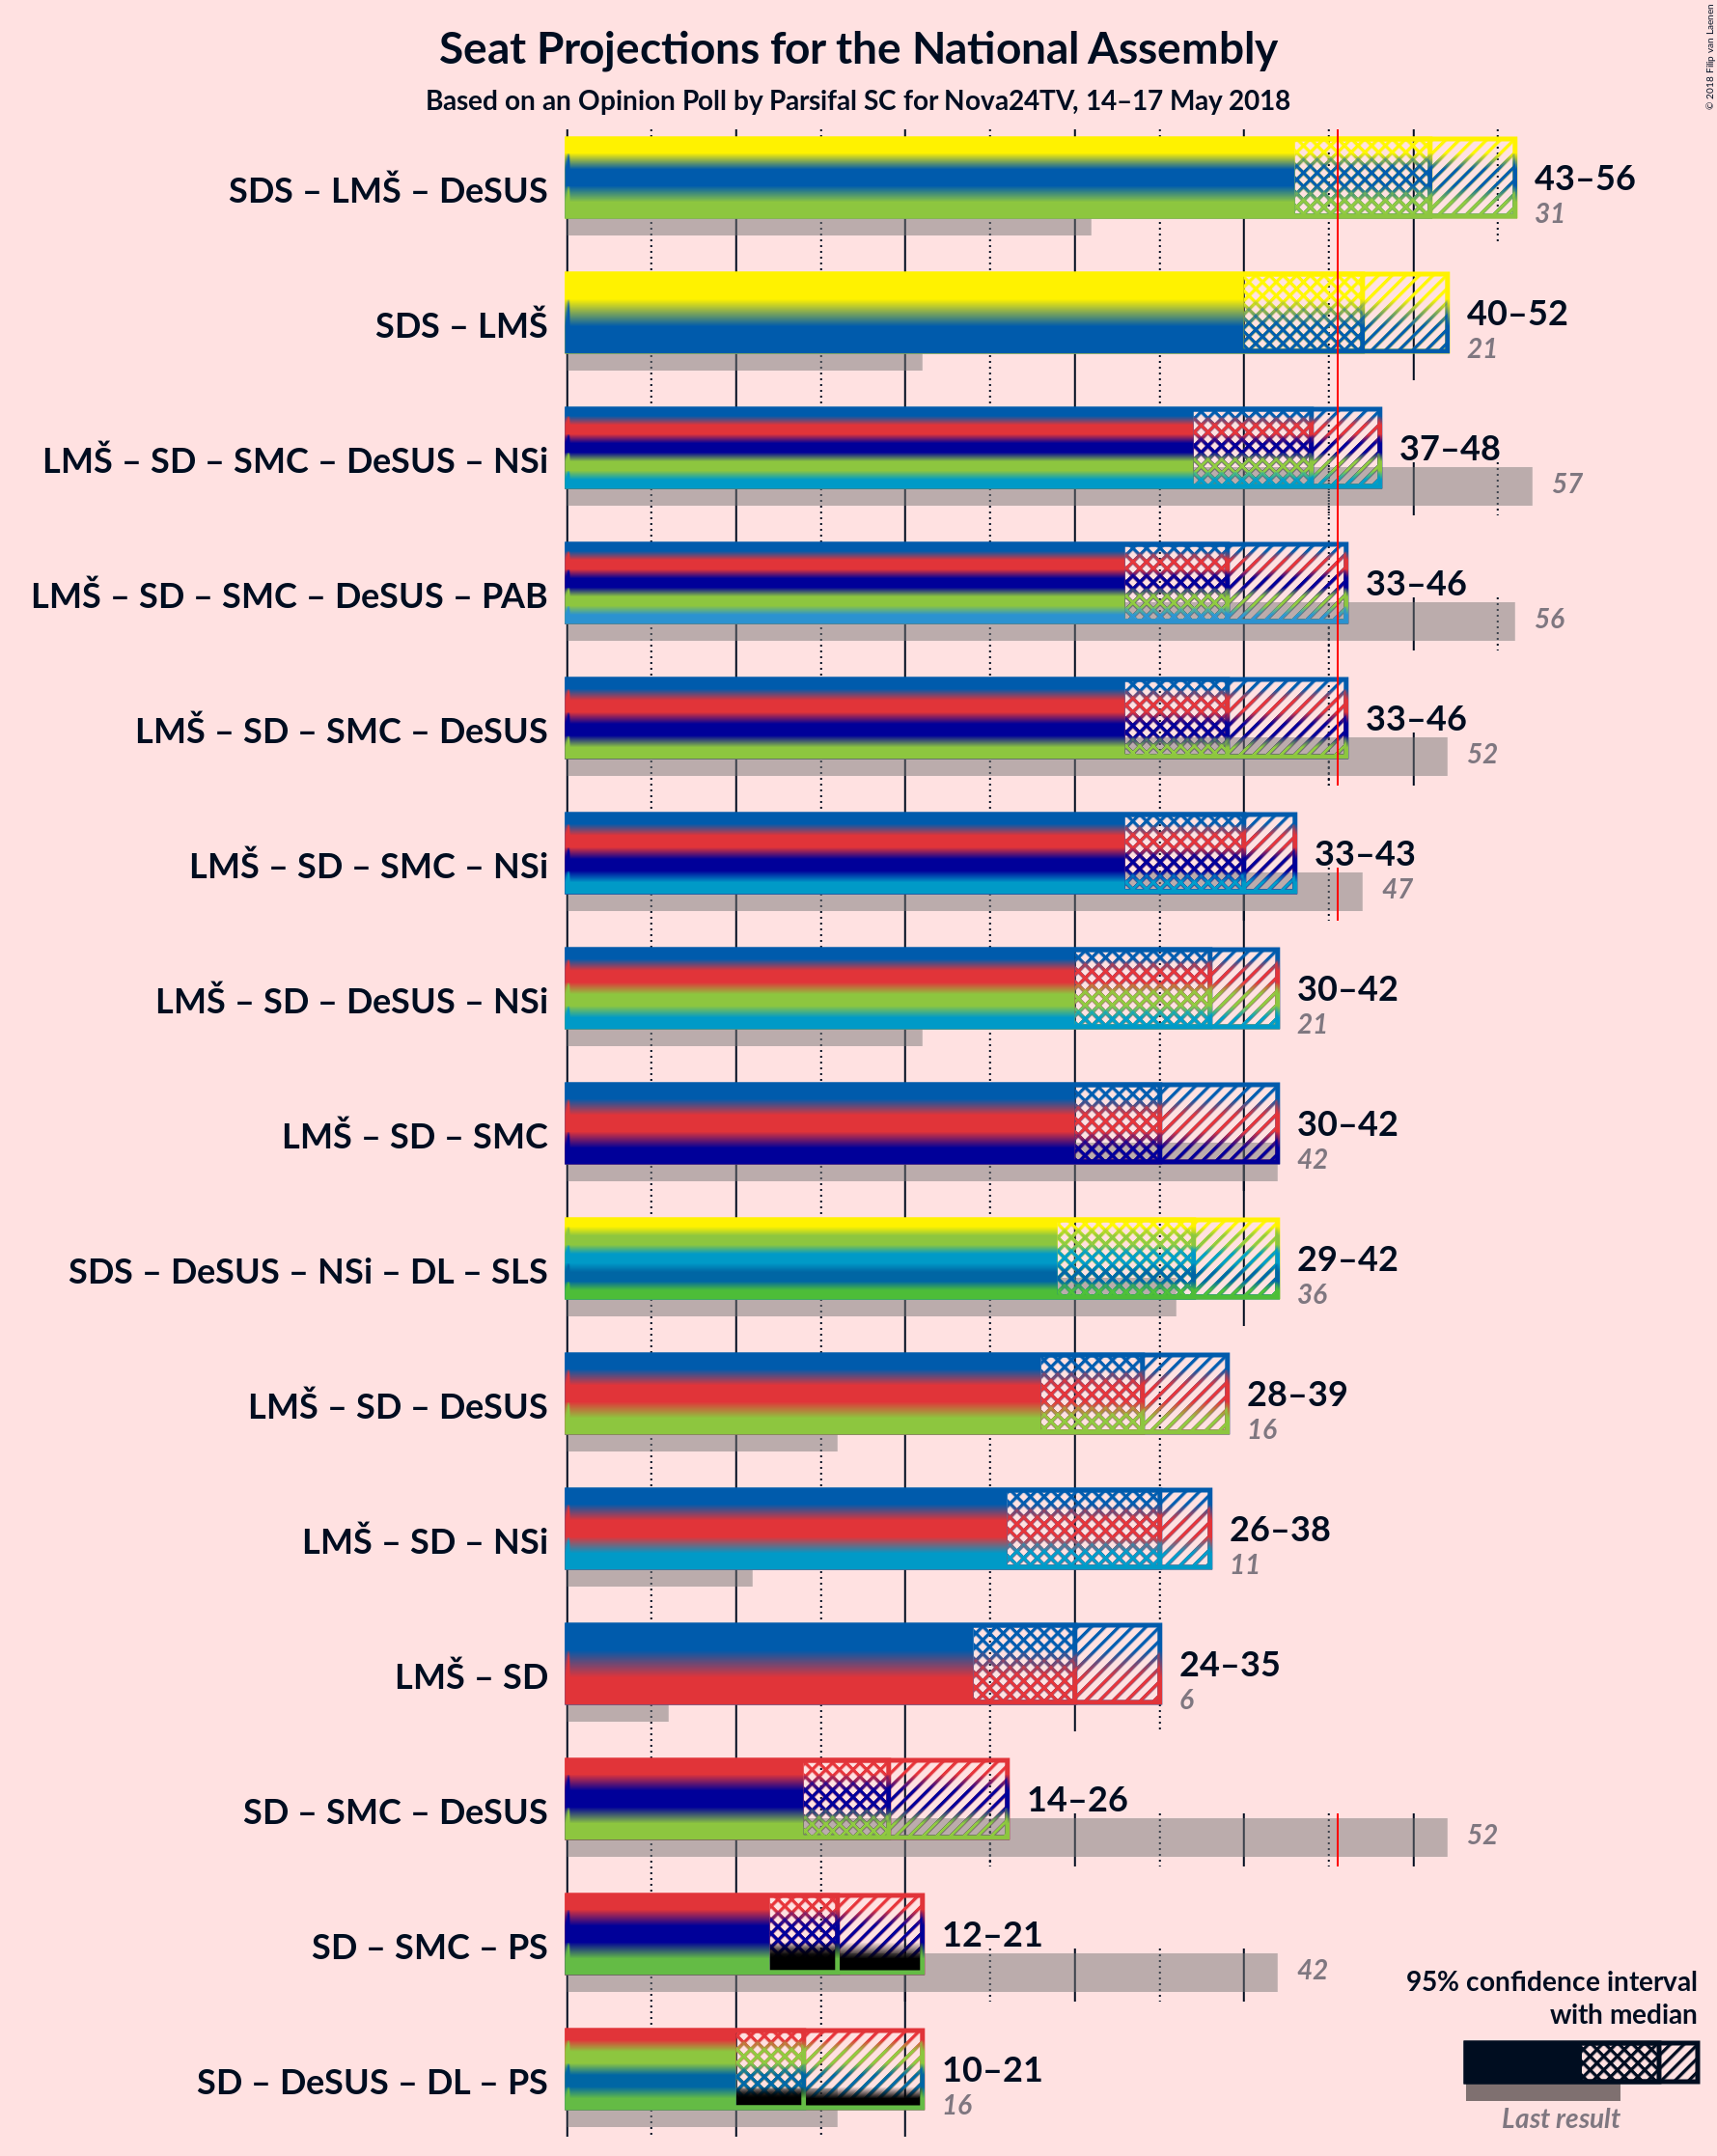 Seat Projections for the National Assembly
Based on an Opinion Poll by Parsifal SC for Nova24TV, 14–17 May 2018
© 2018 Filip van Laenen
SDS – LMŠ – DeSUS
43–56
31
SDS – LMŠ
40–52
21
LMŠ – SD – SMC – DeSUS – NSi
37–48
57
LMŠ – SD – SMC – DeSUS – PAB
33–46
56
LMŠ – SD – SMC – DeSUS
33–46
52
LMŠ – SD – SMC – NSi
33–43
47
LMŠ – SD – DeSUS – NSi
30–42
21
LMŠ – SD – SMC
30–42
42
SDS – DeSUS – NSi – DL – SLS
29–42
36
LMŠ – SD – DeSUS
28–39
16
LMŠ – SD – NSi
26–38
11
LMŠ – SD
24–35
6
SD – SMC – DeSUS
14–26
52
SD – SMC – PS
12–21
42
SD – DeSUS – DL – PS
10–21
16
95% confidence interval
with median
Last result